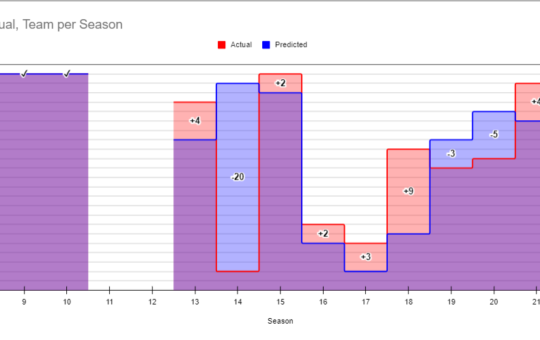 ual, Team per Season
Actual Predicted
✓ ✓ +4 -20 +2 +2 +3 +9 -3 -5 +4
9 10 11 12 13 14 15 16 17 18 19 20 21
Season